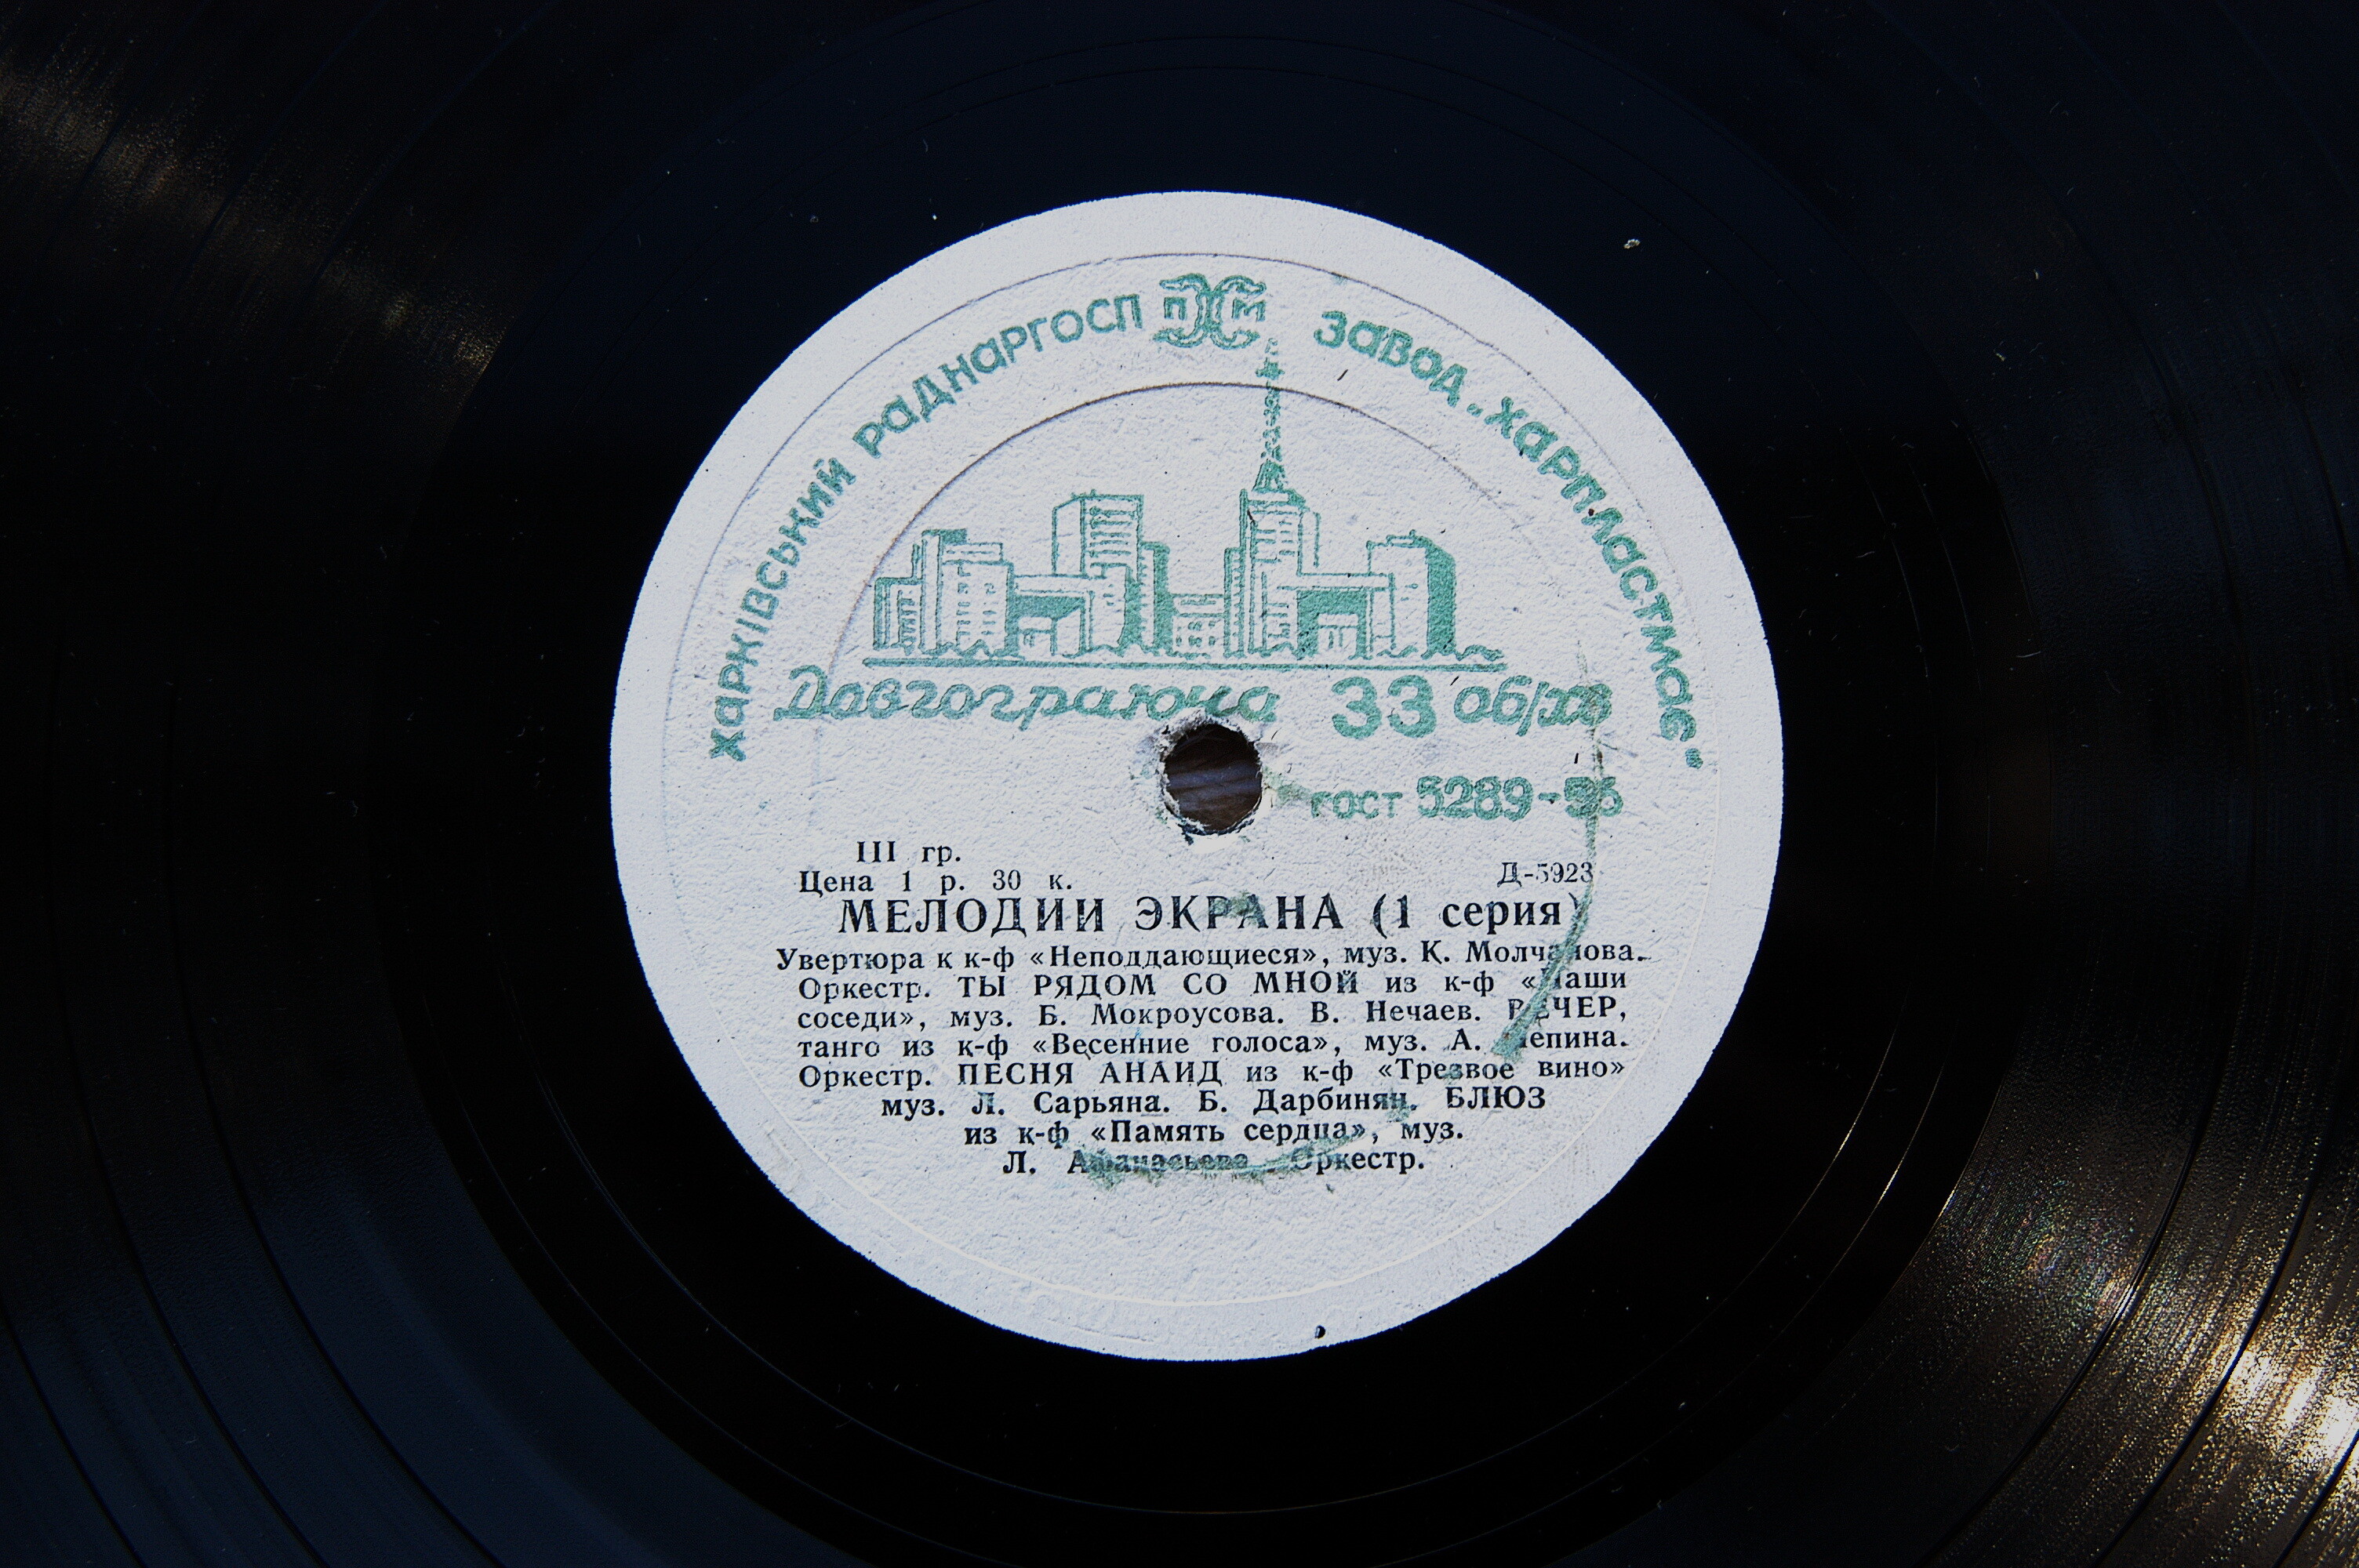 Харківський Раднаргосп ПХМ Завод „Харпластмас"
Довгограюча 33 об/хв
ГОСТ 5289-56
III гр.
Цена 1 р. 30 к. Д-5923
МЕЛОДИИ ЭКРАНА (1 серия)
Увертюра к к-ф «Неподдающиеся», муз. К. Молчанова.
Оркестр. ТЫ РЯДОМ СО МНОЙ из к-ф «Наши
соседи», муз. Б. Мокроусова. В. Нечаев. ВЕЧЕР,
танго из к-ф «Весенние голоса», муз. А. Лепина.
Оркестр. ПЕСНЯ АНАИД из к-ф «Трезвое вино»
муз. Л. Сарьяна. Б. Дарбинян. БЛЮЗ
из к-ф «Память сердца», муз.
Л. Афанасьева. Оркестр.